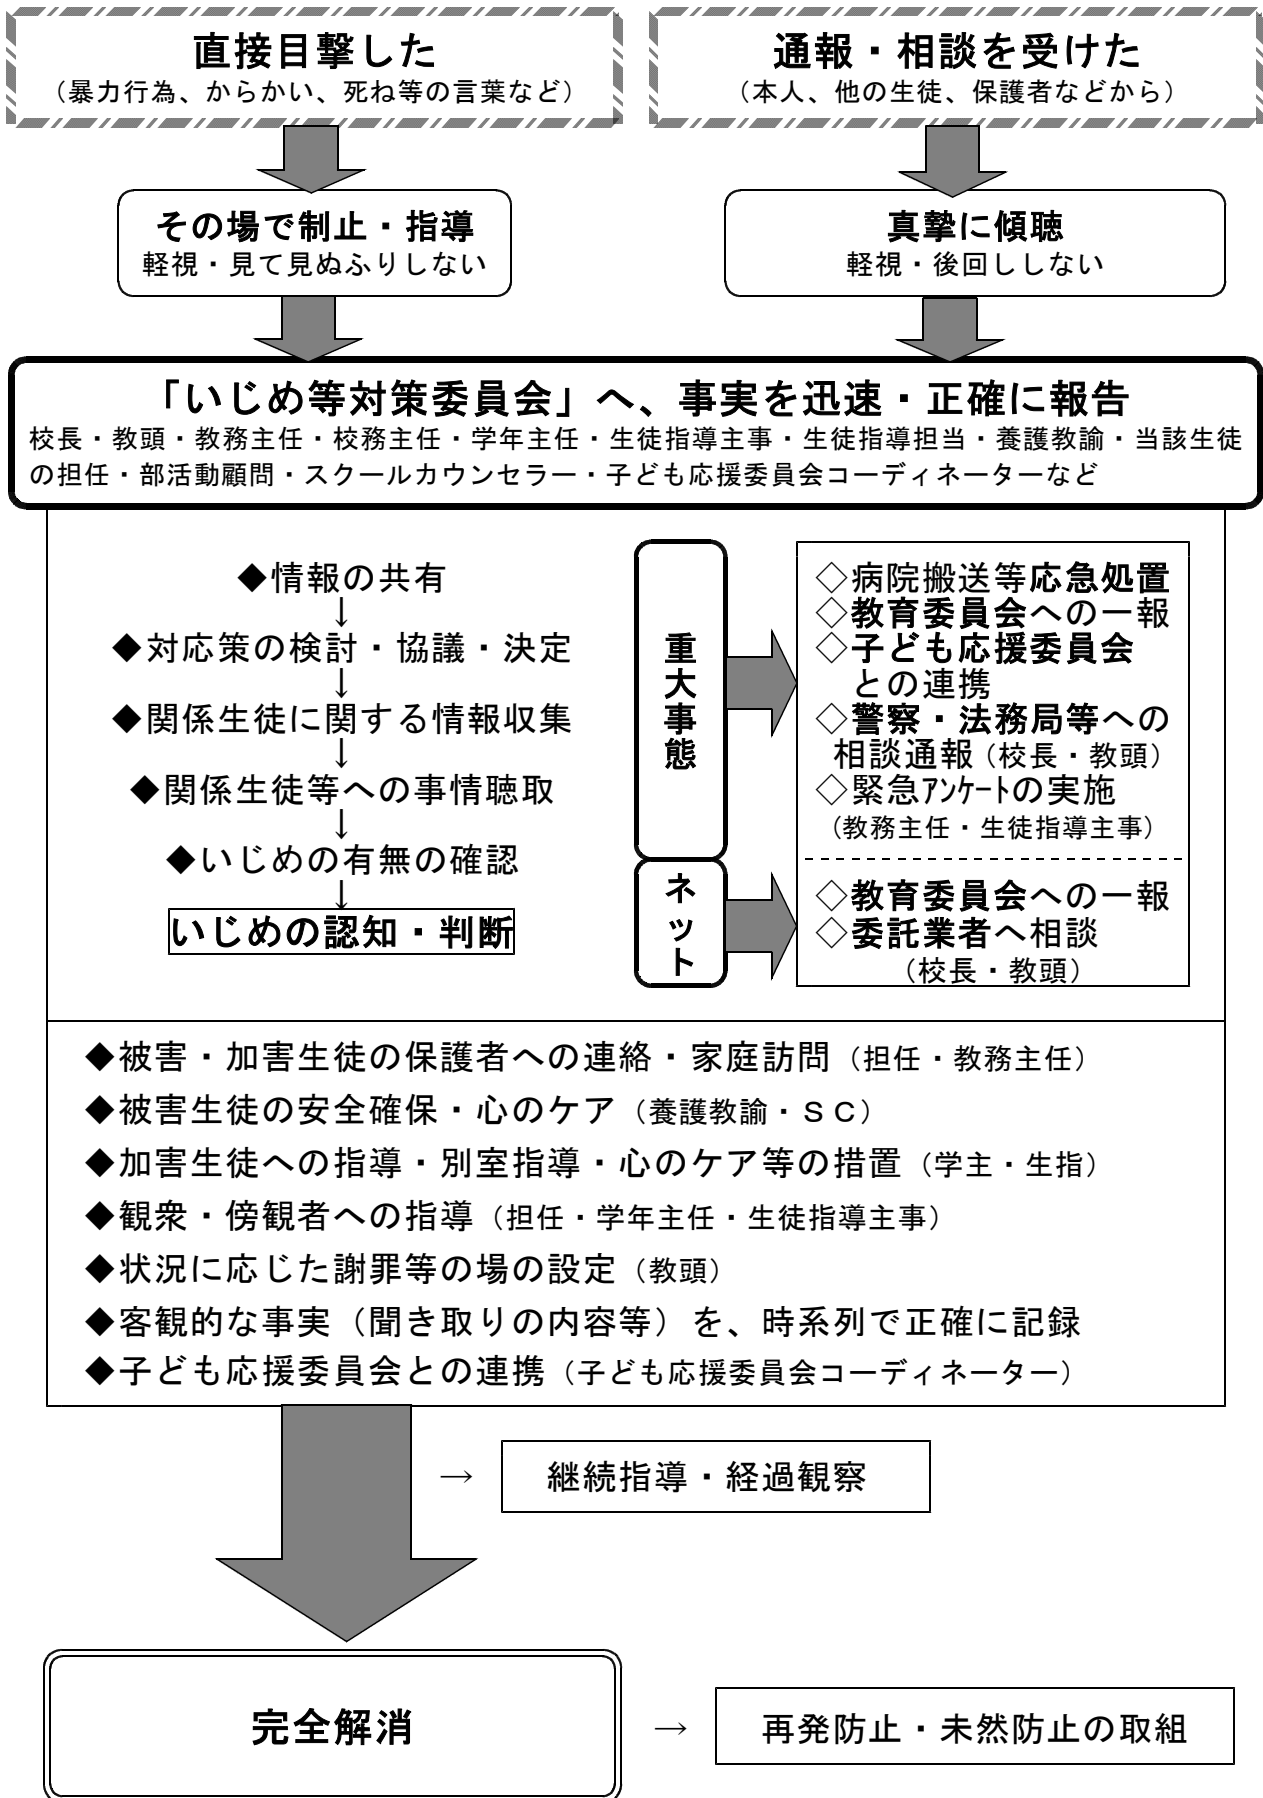 直接目撃した
（暴力行為、からかい、死ね等の言葉など）
通報・相談を受けた
（本人、他の生徒、保護者などから）
その場で制止・指導
軽視・見て見ぬふりしない
真摯に傾聴
軽視・後回ししない
「いじめ等対策委員会」へ、事実を迅速・正確に報告
校長・教頭・教務主任・校務主任・学年主任・生徒指導主事・生徒指導担当・養護教諭・当該生徒
の担任・部活動顧問・スクールカウンセラー・子ども応援委員会コーディネーターなど
◆情報の共有
↓
◆対応策の検討・協議・決定
↓
◆関係生徒に関する情報収集
↓
◆関係生徒等への事情聴取
↓
◆いじめの有無の確認
↓
いじめの認知・判断
重大事態
◇病院搬送等応急処置
◇教育委員会への一報
◇子ども応援委員会
との連携
◇警察・法務局等への
相談通報（校長・教頭）
◇緊急ｱﾝｹｰﾄの実施
（教務主任・生徒指導主事）
ネット
◇教育委員会への一報
◇委託業者へ相談
（校長・教頭）
◆被害・加害生徒の保護者への連絡・家庭訪問（担任・教務主任）
◆被害生徒の安全確保・心のケア（養護教諭・ＳＣ）
◆加害生徒への指導・別室指導・心のケア等の措置（学主・生指）
◆観衆・傍観者への指導（担任・学年主任・生徒指導主事）
◆状況に応じた謝罪等の場の設定（教頭）
◆客観的な事実（聞き取りの内容等）を、時系列で正確に記録
◆子ども応援委員会との連携（子ども応援委員会コーディネーター）
→ 継続指導・経過観察
完全解消
→ 再発防止・未然防止の取組